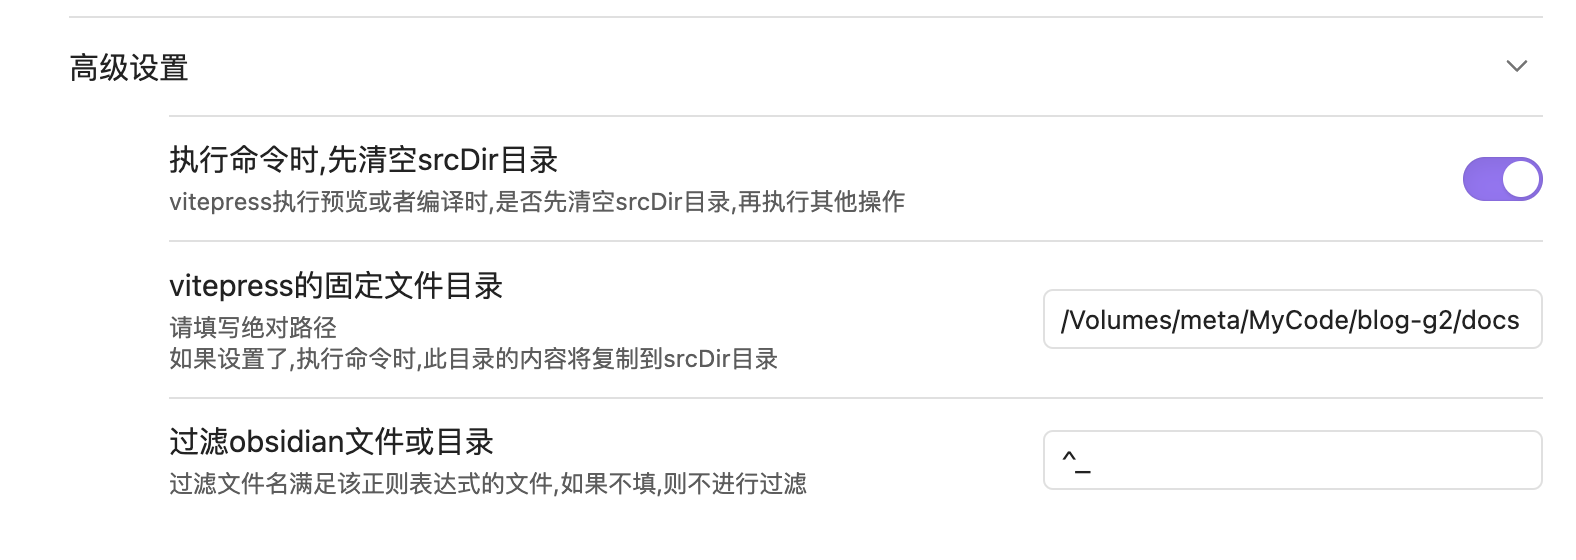 高级设置
执行命令时,先清空srcDir目录
vitepress执行预览或者编译时,是否先清空srcDir目录,再执行其他操作
vitepress的固定文件目录
请填写绝对路径
如果设置了,执行命令时,此目录的内容将复制到srcDir目录
/Volumes/meta/MyCode/blog-g2/docs
过滤obsidian文件或目录
过滤文件名满足该正则表达式的文件,如果不填,则不进行过滤
^_